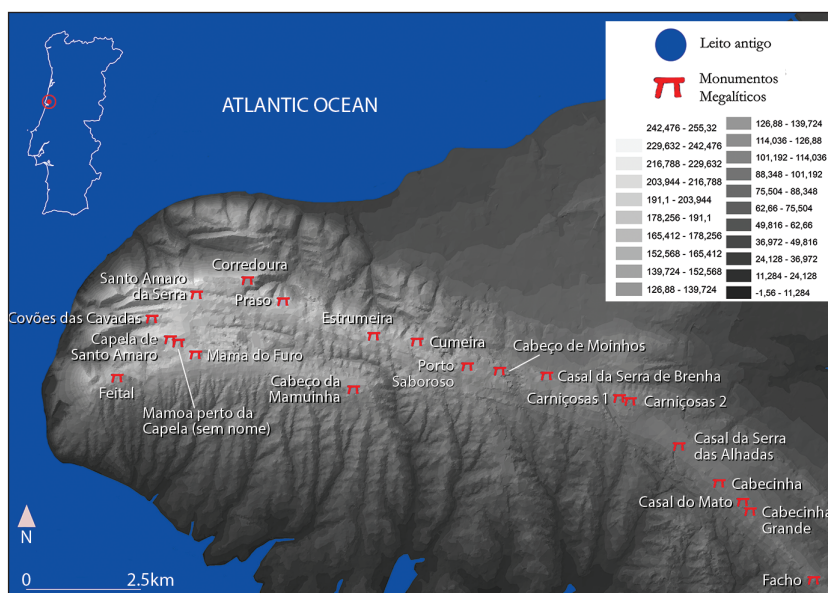 Leito antigo
Monumentos
Megalíticos
242,476 - 255,32
229,632 - 242,476
216,788 - 229,632
203,944 - 216,788
191,1 - 203,944
178,256 - 191,1
165,412 - 178,256
152,568 - 165,412
139,724 - 152,568
126,88 - 139,724
126,88 - 139,724
114,036 - 126,88
101,192 - 114,036
88,348 - 101,192
75,504 - 88,348
62,66 - 75,504
49,816 - 62,66
36,972 - 49,816
24,128 - 36,972
11,284 - 24,128
-1,56 - 11,284
ATLANTIC OCEAN
Corredoura
Santo Amaro
da Serra
Praso
Covões das Cavadas
Estrumeira
Cumeira
Capela de
Santo Amaro
Mama do Furo
Cabeço de Moinhos
Porto
Saboroso
Casal da Serra de Brenha
Feital
Cabeço da
Mamuinha
Mamoa perto da
Capela (sem nome)
Carniçosas 1
Carniçosas 2
Casal da Serra
das Alhadas
Cabecinha
Casal do Mato
Cabecinha
Grande
Facho
N
0
2.5km